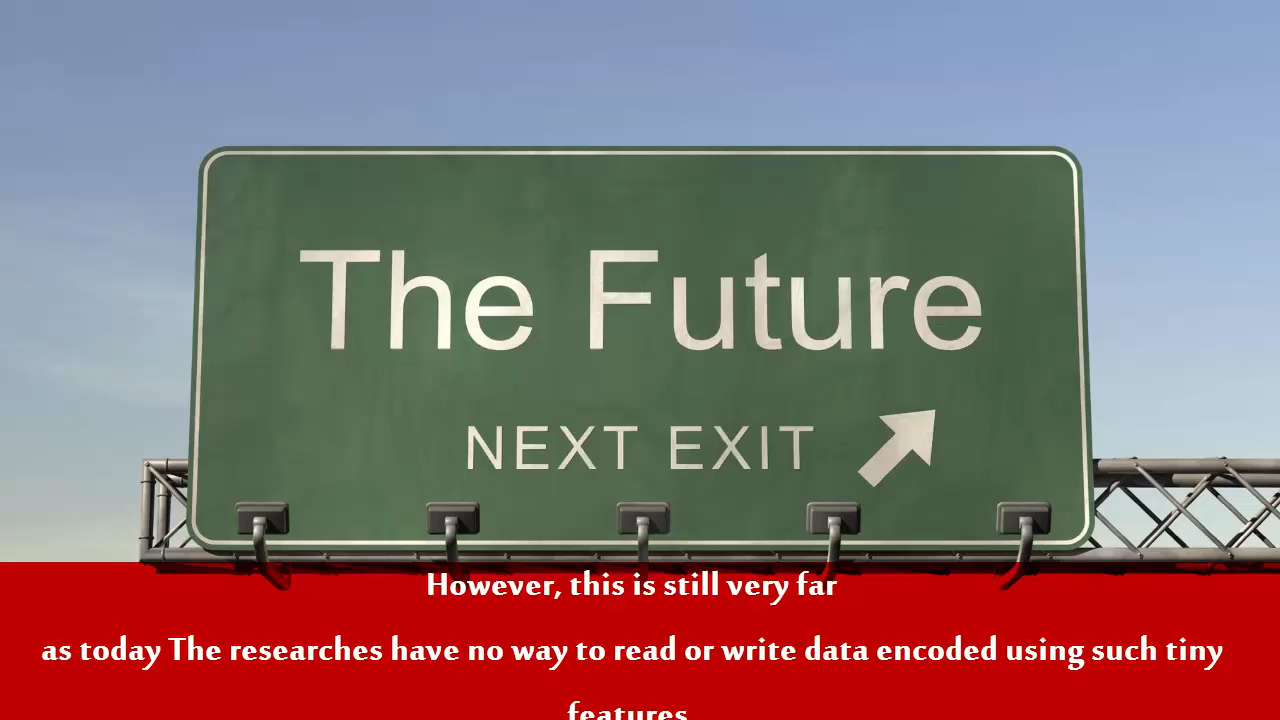 The Future
NEXT EXIT
However, this is still very far
as today The researches have no way to read or write data encoded using such tiny
features